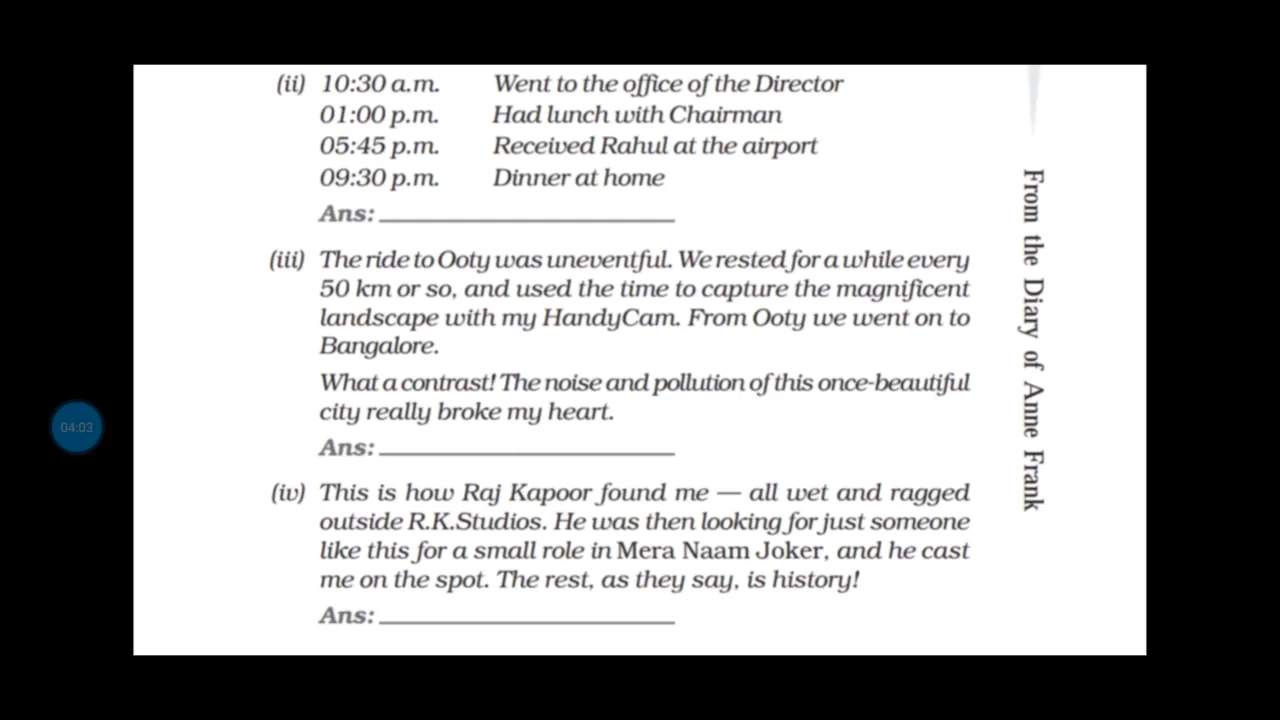 (ii) 10:30 a.m. Went to the office of the Director
01:00 p.m. Had lunch with Chairman
05:45 p.m. Received Rahul at the airport
09:30 p.m. Dinner at home
Ans:
(iii) The ride to Ooty was uneventful. We rested for a while every
50 km or so, and used the time to capture the magnificent
landscape with my HandyCam. From Ooty we went on to
Bangalore.
What a contrast! The noise and pollution of this once-beautiful
city really broke my heart.
Ans:
(iv) This is how Raj Kapoor found me — all wet and ragged
outside R.K.Studios. He was then looking for just someone
like this for a small role in Mera Naam Joker, and he cast
me on the spot. The rest, as they say, is history!
Ans:
From the Diary of Anne Frank
04:03